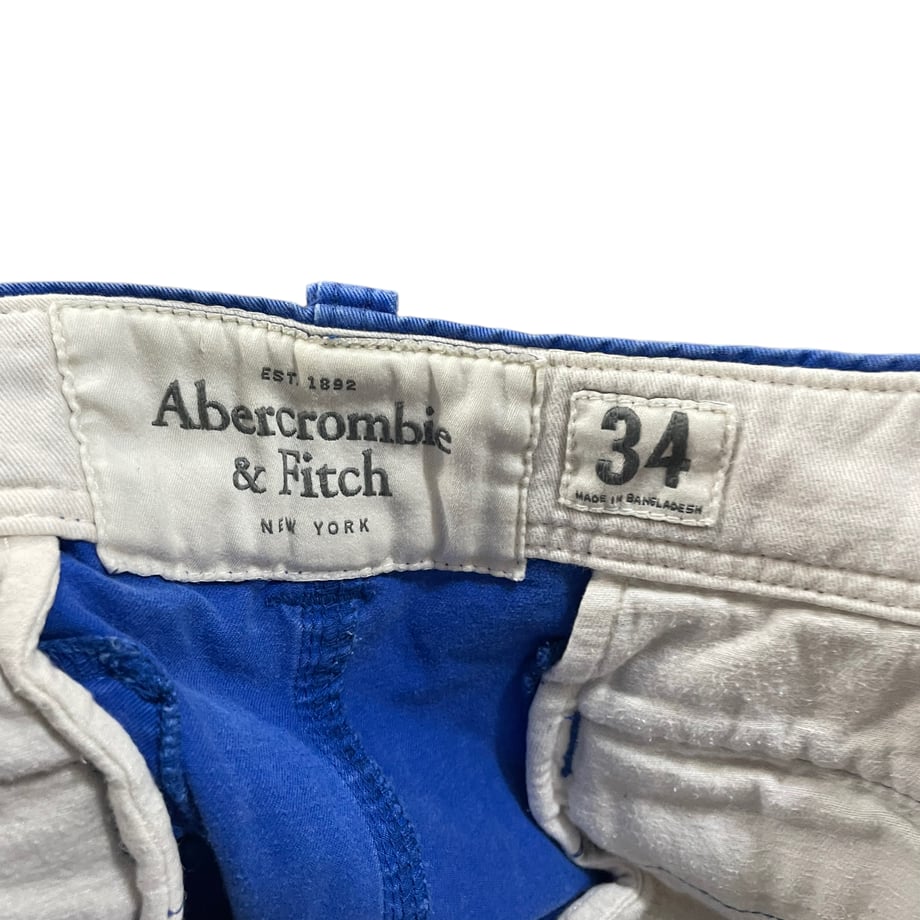 EST. 1892
Abercrombie
& Fitch
NEW YORK
34
MADE IN BANGLADESH